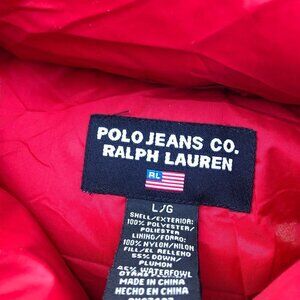 POLO JEANS CO.
RALPH LAUREN
RL
L/G
SHELL/EXTERIOR:
100% POLYESTER/
POLIESTER
LINING/FORRO:
100% NYLON/NILON
FILL/EL RELLENO
55% DOWN/
PLUMON
45% WATERFOWL
MADE IN CHINA
HECHO EN CHINA